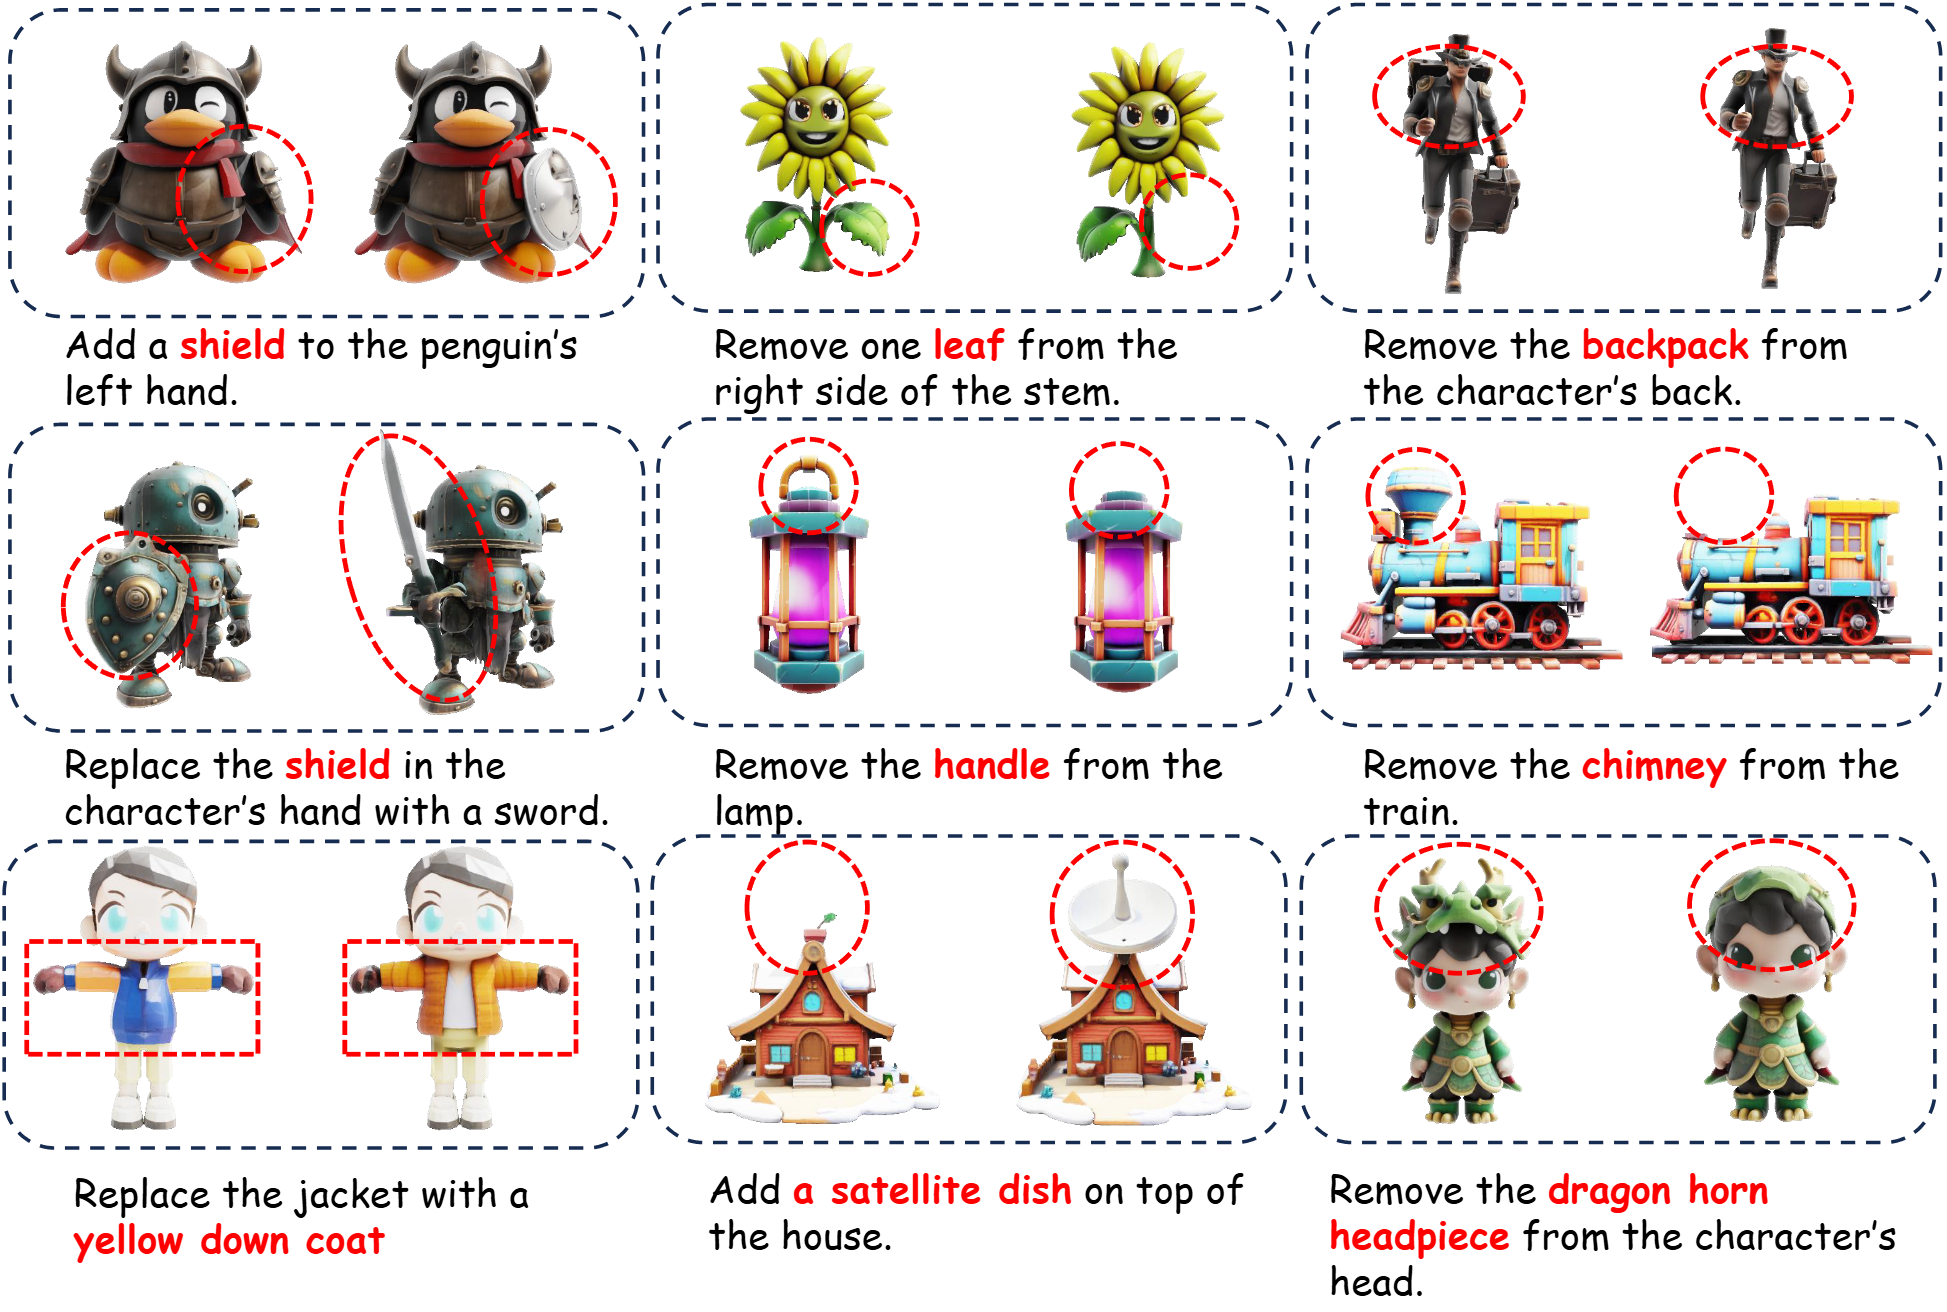 Add a shield to the penguin's
left hand.
Remove one leaf from the
right side of the stem.
Remove the backpack from
the character's back.
Replace the shield in the
character's hand with a sword.
Remove the handle from the
lamp.
Remove the chimney from the
train.
Replace the jacket with a
yellow down coat
Add a satellite dish on top of
the house.
Remove the dragon horn
headpiece from the character's
head.